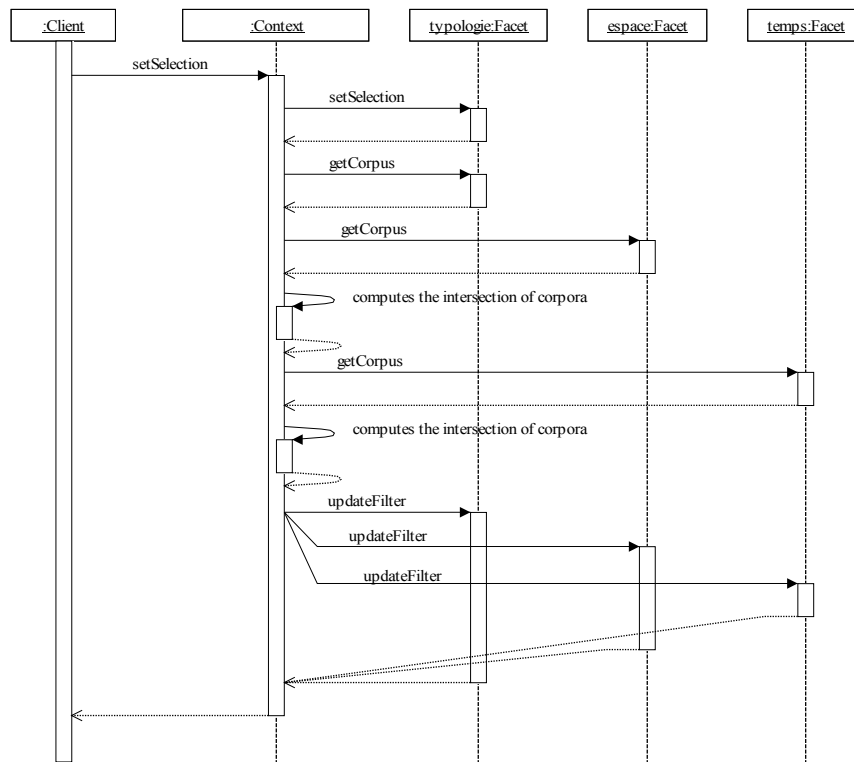 :Client
:Context
typologie:Facet
espace:Facet
temps:Facet
setSelection
setSelection
getCorpus
getCorpus
computes the intersection of corpora
getCorpus
computes the intersection of corpora
updateFilter
updateFilter
updateFilter